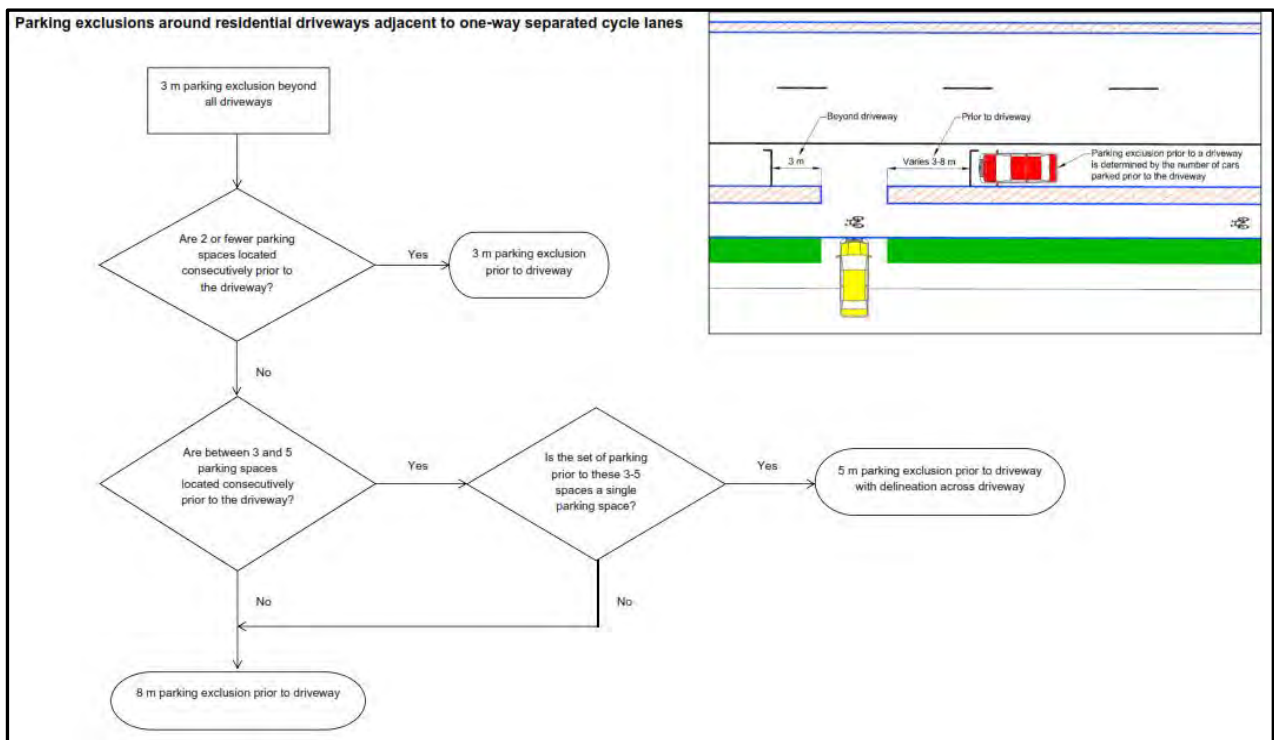 Parking exclusions around residential driveways adjacent to one-way separated cycle lanes
3 m parking exclusion beyond
all driveways
Are 2 or fewer parking
spaces located
consecutively prior to
the driveway?
Yes
3 m parking exclusion
prior to driveway
No
Are between 3 and 5
parking spaces
located consecutively
prior to the driveway?
Yes
Is the set of parking
prior to these 3-5
spaces a single
parking space?
Yes
5 m parking exclusion prior to driveway
with delineation across driveway
No
No
8 m parking exclusion prior to driveway
Beyond driveway
Prior to driveway
3 m
Varies 3-8 m
Parking exclusion prior to a driveway
is determined by the number of cars
parked prior to the driveway